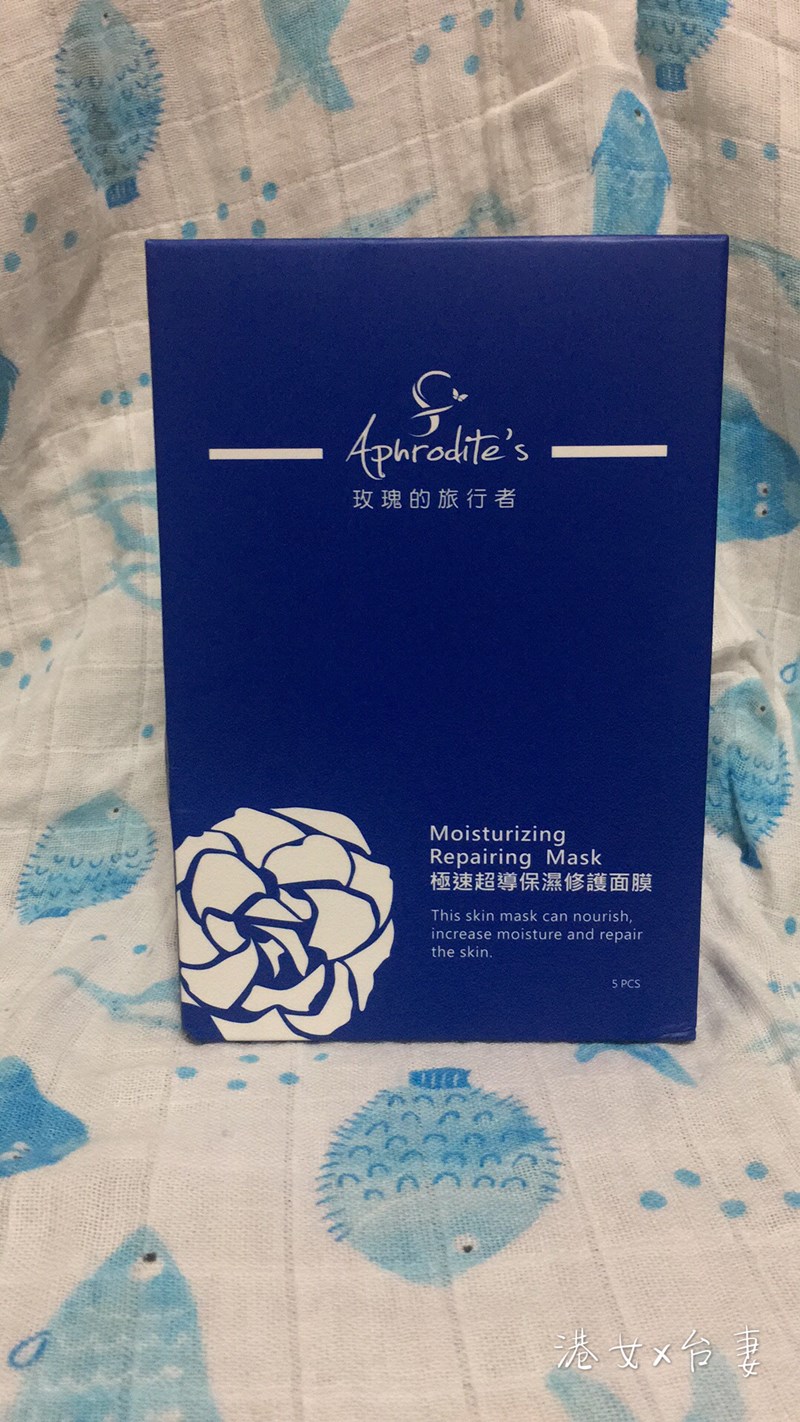 Aphrodite's
玫瑰的旅行者
Moisturizing
Repairing Mask
極速超導保濕修護面膜
This skin mask can nourish,
increase moisture and repair
the skin.
5 PCS
港女x台妻